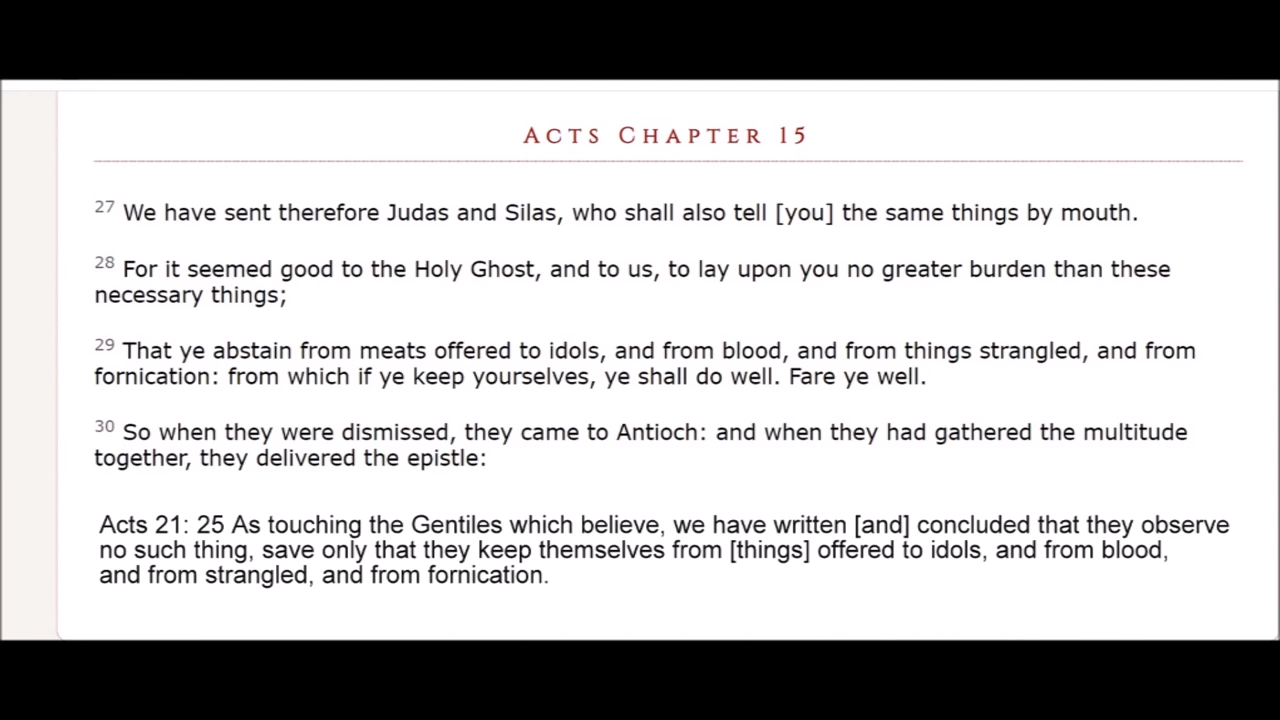 ACTS CHAPTER 15
27 We have sent therefore Judas and Silas, who shall also tell [you] the same things by mouth.
28 For it seemed good to the Holy Ghost, and to us, to lay upon you no greater burden than these
necessary things;
29 That ye abstain from meats offered to idols, and from blood, and from things strangled, and from
fornication: from which if ye keep yourselves, ye shall do well. Fare ye well.
30 So when they were dismissed, they came to Antioch: and when they had gathered the multitude
together, they delivered the epistle:
Acts 21: 25 As touching the Gentiles which believe, we have written [and] concluded that they observe
no such thing, save only that they keep themselves from [things] offered to idols, and from blood,
and from strangled, and from fornication.